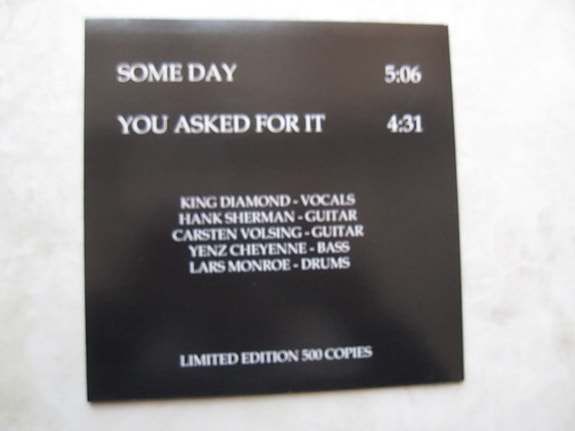 SOME DAY 5:06
YOU ASKED FOR IT 4:31
KING DIAMOND - VOCALS
HANK SHERMAN - GUITAR
CARSTEN VOLSING - GUITAR
YENZ CHEYENNE - BASS
LARS MONROE - DRUMS
LIMITED EDITION 500 COPIES